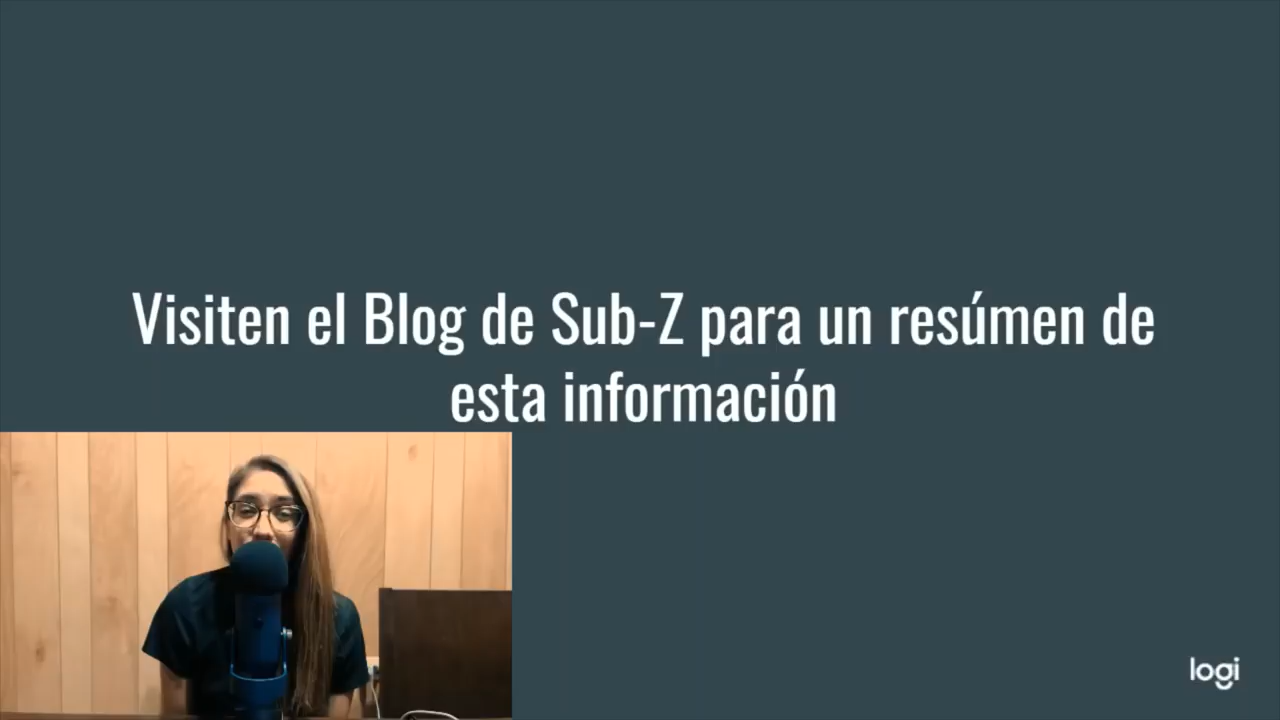 Visiten el Blog de Sub-Z para un resúmen de
esta información
logi